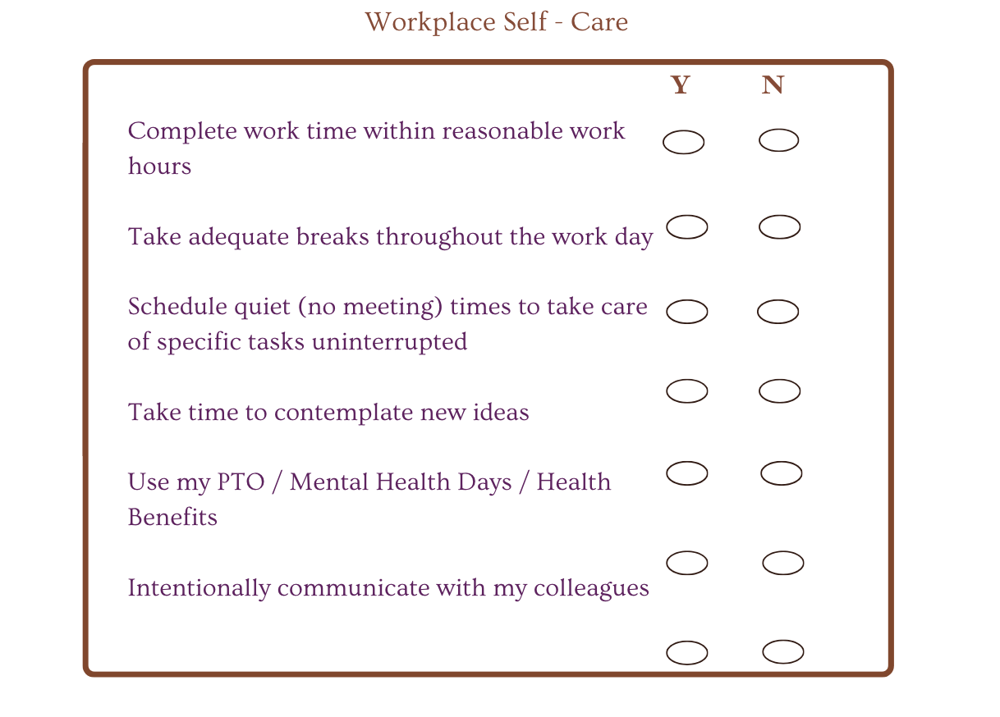 Workplace Self - Care
Y N
Complete work time within reasonable work
hours
Take adequate breaks throughout the work day
Schedule quiet (no meeting) times to take care
of specific tasks uninterrupted
Take time to contemplate new ideas
Use my PTO / Mental Health Days / Health
Benefits
Intentionally communicate with my colleagues